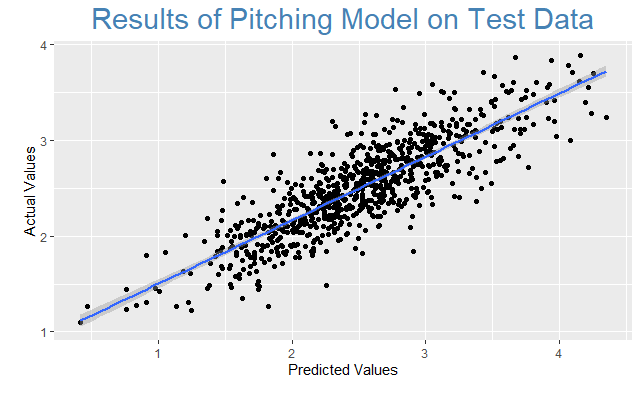 Results of Pitching Model on Test Data
4
3
2
1
Actual Values
1 2 3 4
Predicted Values